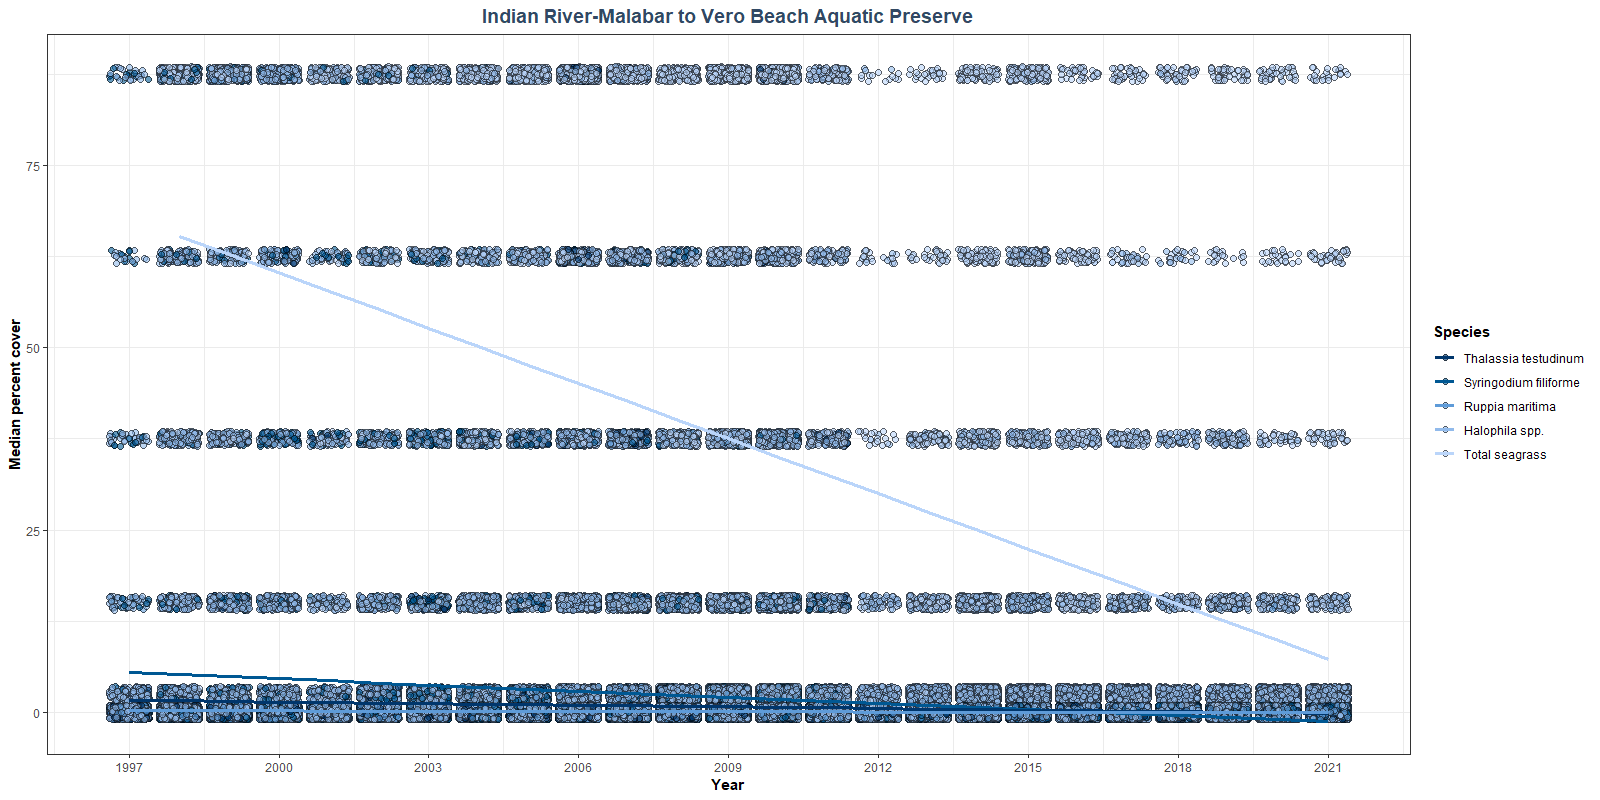 Indian River-Malabar to Vero Beach Aquatic Preserve
Median percent cover
75
50
25
0
1997 2000 2003 2006 2009 2012 2015 2018 2021
Year
Species
Thalassia testudinum
Syringodium filiforme
Ruppia maritima
Halophila spp.
Total seagrass